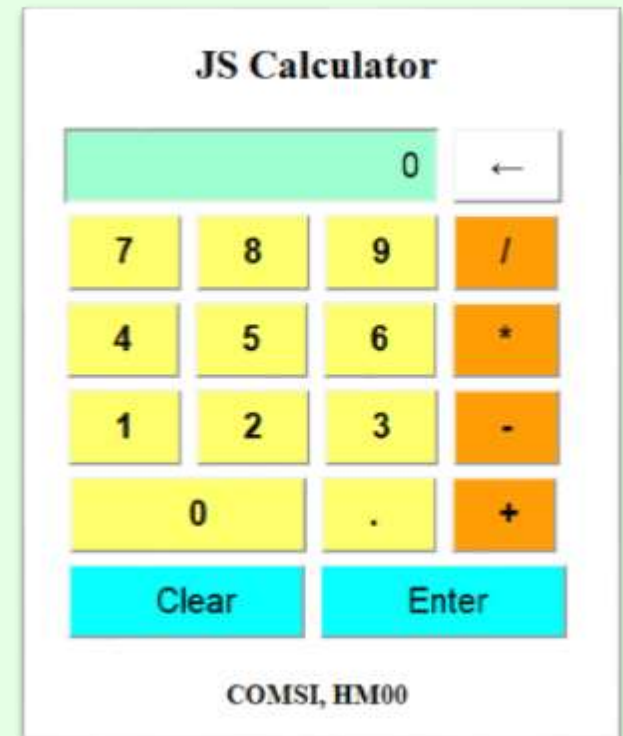 JS Calculator
0 ←
7 8 9 /
4 5 6 *
1 2 3 -
0 . +
Clear Enter
COMSI, HM00